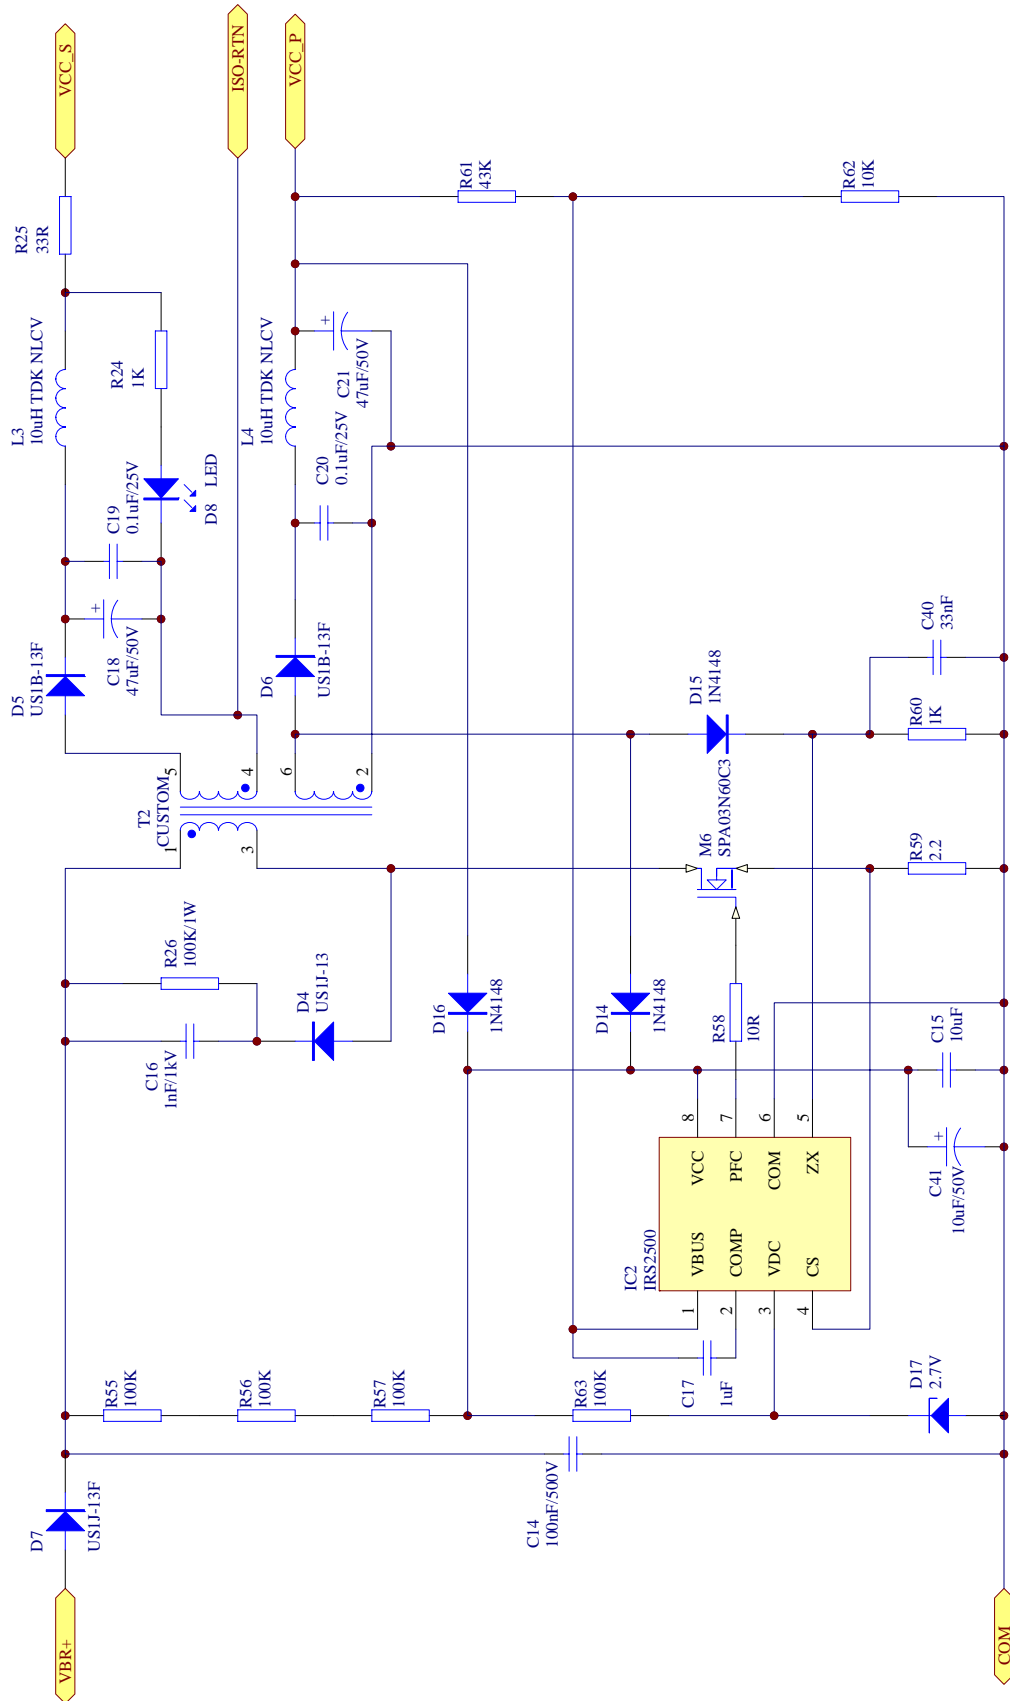 VCC_S
ISO-RTN
VCC_P
R25
33R
R61
43K
R62
10K
L3
10uH TDK NLCV
R24
1K
L4
10uH TDK NLCV
C21
47uF/50V
C19
0.1uF/25V
D8 LED
C20
0.1uF/25V
D5
US1B-13F
C18
47uF/50V
D6
US1B-13F
D15
1N4148
C40
33nF
R60
1K
T2
CUSTOM
5
4
6
2
1
3
M6
SPA03N60C3
R59
2.2
R26
100K/1W
D4
US1J-13
C16
1nF/1kV
D16
1N4148
D14
1N4148
R58
10R
C15
10uF
C41
10uF/50V
IC2
IRS2500
8
7
6
5
VCC
PFC
COM
ZX
VBUS
COMP
VDC
CS
1
2
3
4
R55
100K
R56
100K
R57
100K
R63
100K
C17
1uF
D17
2.7V
D7
US1J-13F
C14
100nF/500V
VBR+
COM